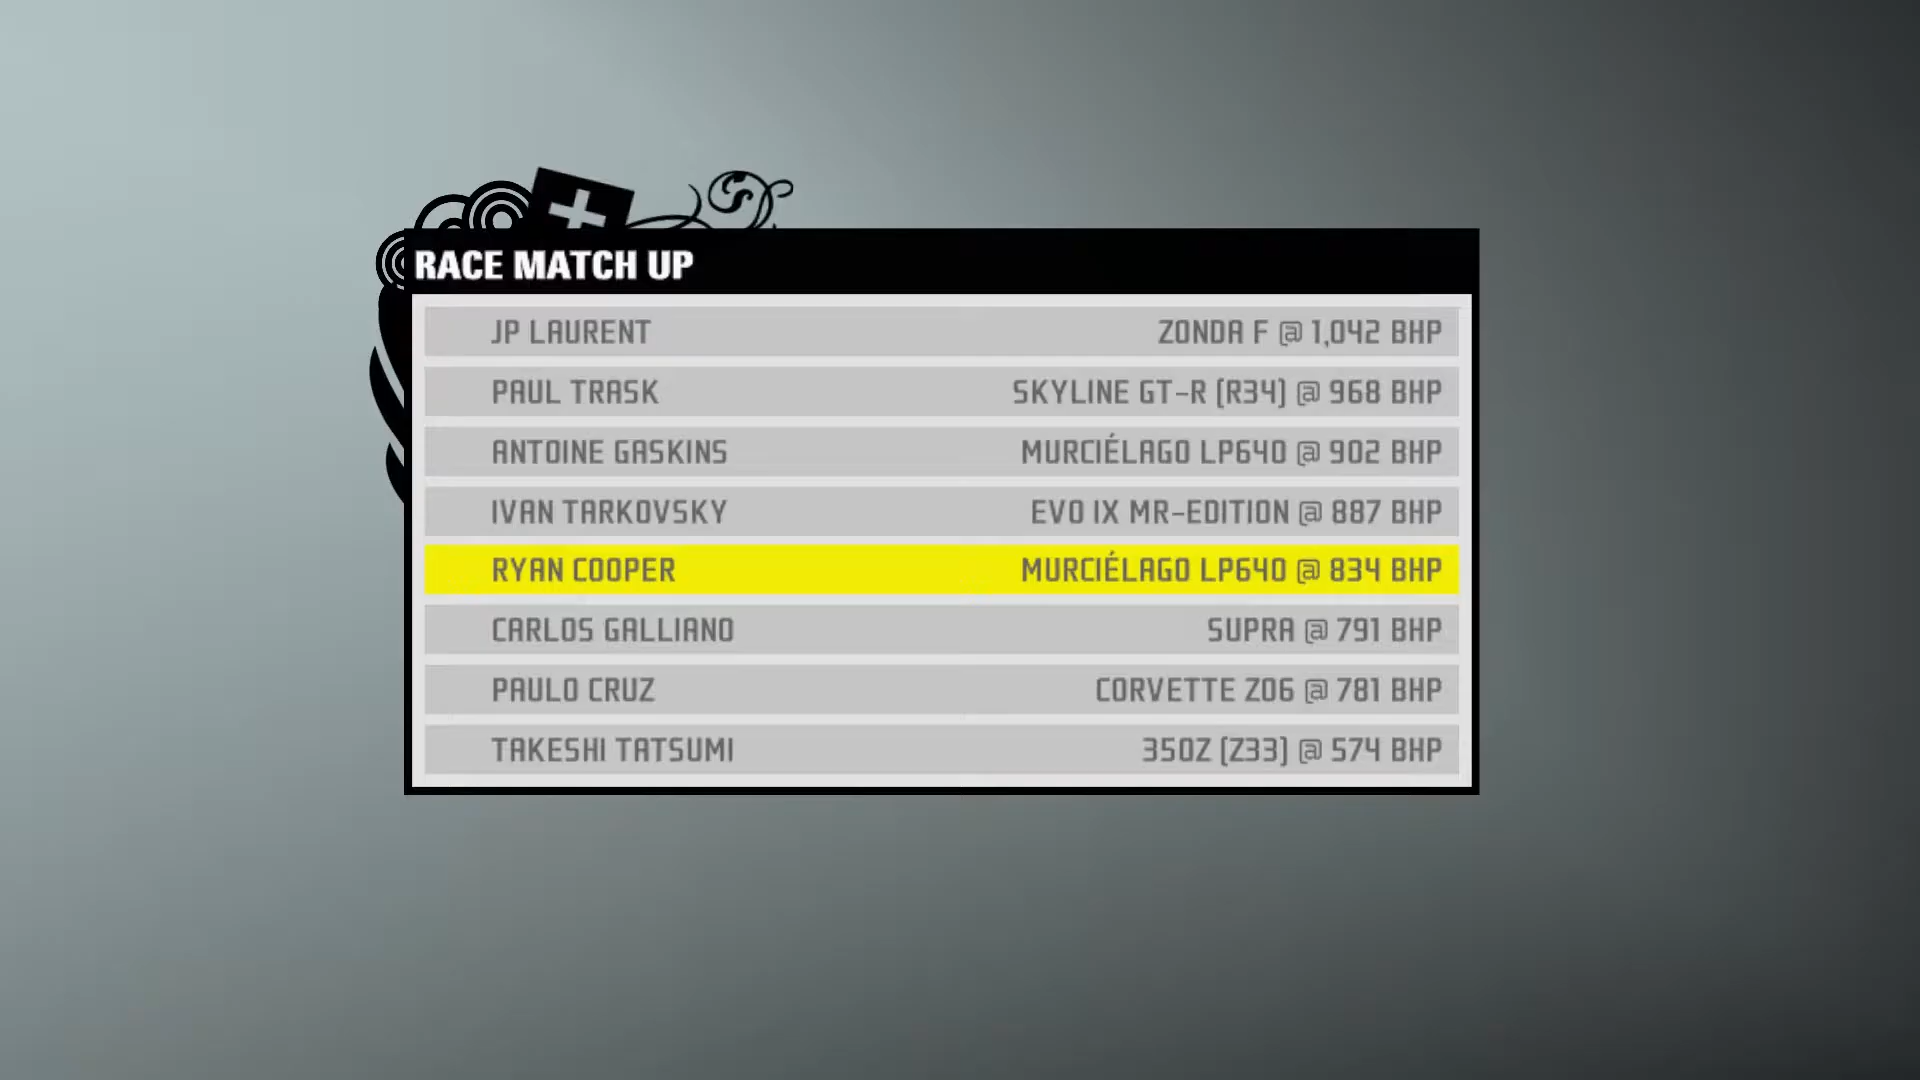 RACE MATCH UP
JP LAURENT ZONDA F @ 1,042 BHP
PAUL TRASK SKYLINE GT-R [R34] @ 968 BHP
ANTOINE GASKINS MURCIÉLAGO LP640 @ 902 BHP
IVAN TARKOVSKY EVO IX MR-EDITION @ 887 BHP
RYAN COOPER MURCIÉLAGO LP640 @ 834 BHP
CARLOS GALLIANO SUPRA @ 791 BHP
PAULO CRUZ CORVETTE Z06 @ 781 BHP
TAKESHI TATSUMI 350Z [Z33] @ 574 BHP